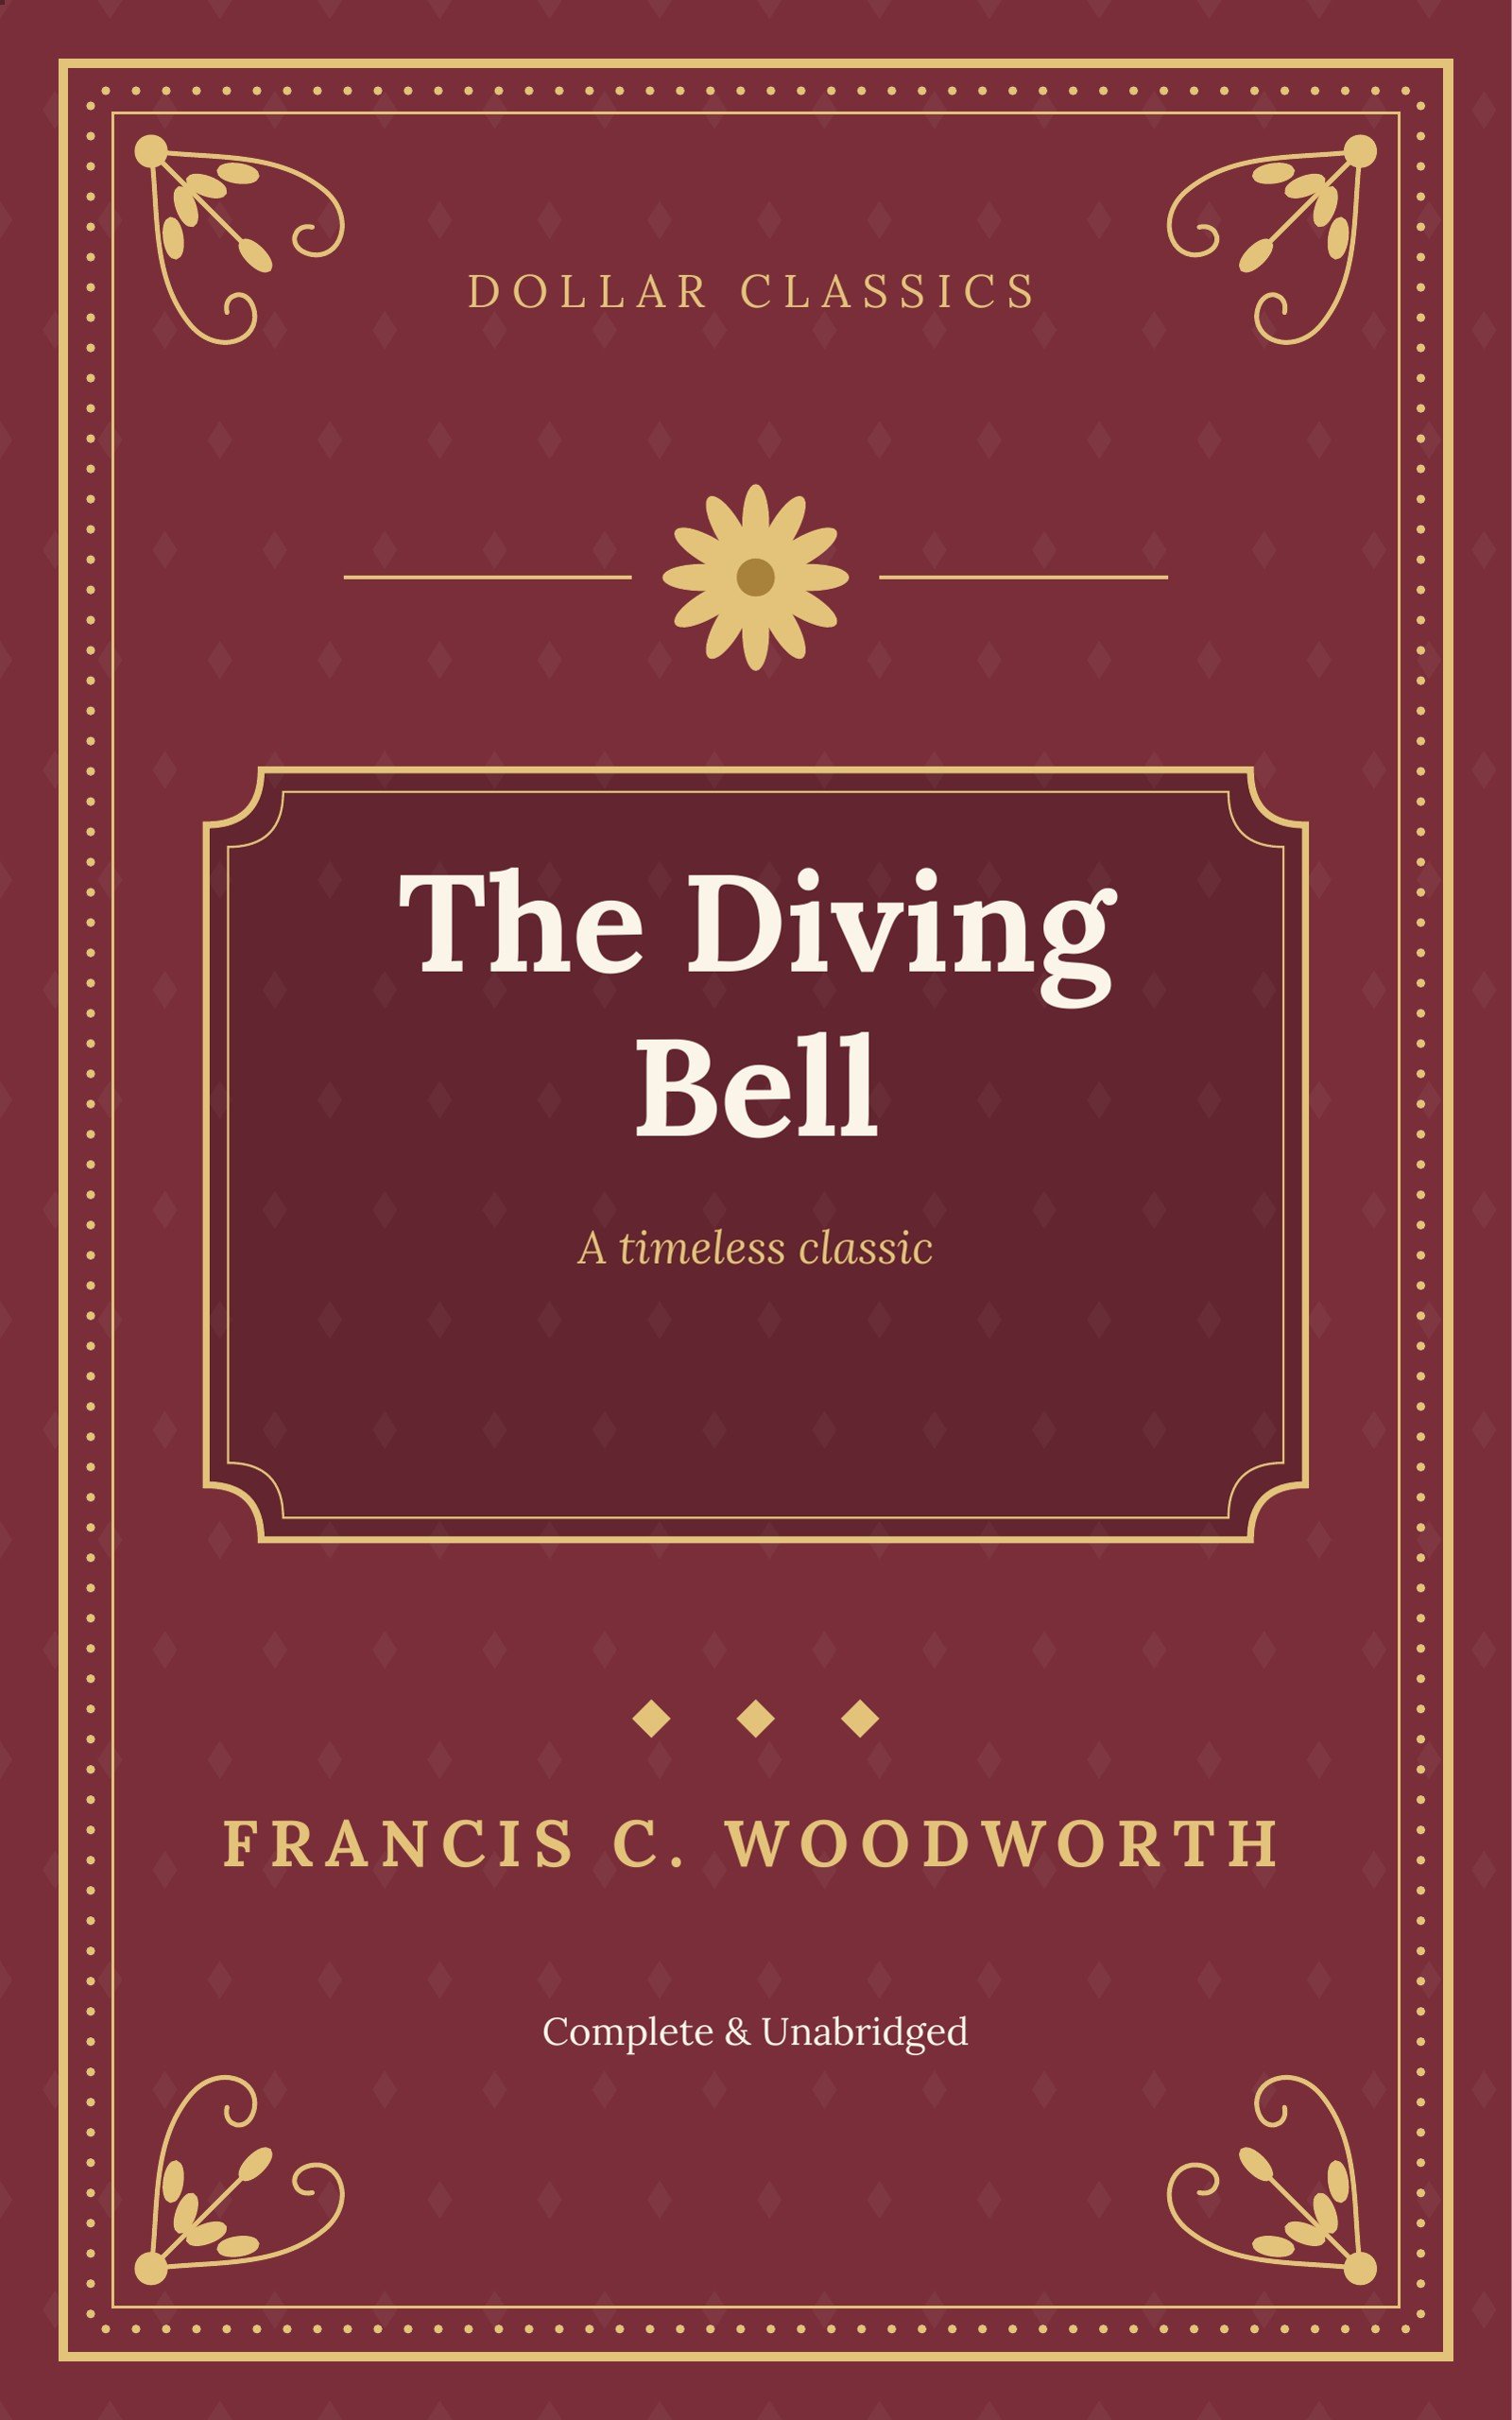 DOLLAR CLASSICS
The Diving
Bell
A timeless classic
FRANCIS C. WOODWORTH
Complete & Unabridged